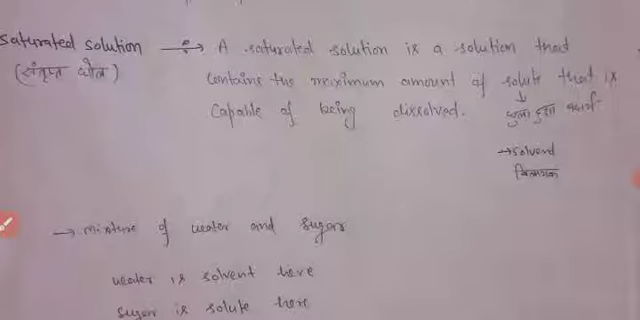 saturated solution → A saturated solution is a solution that
(संतृप्त घोल) contains the maximum amount of solute that is
capable of being dissolved. घुला हुआ पदार्थ
→ solvent
विलायक
→ mixture of water and sugar
water is solvent here
sugar is solute here